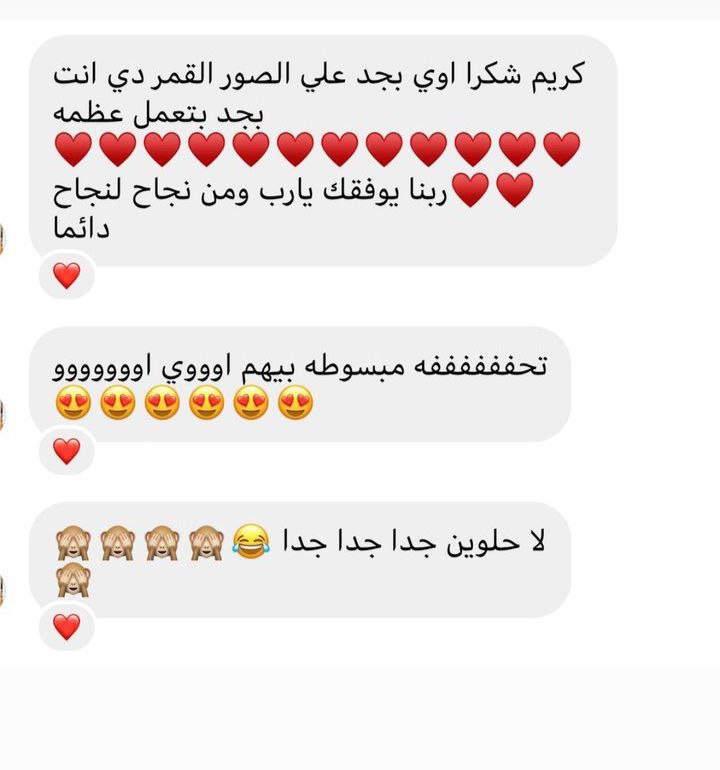 كريم شكرا اوي بجد علي الصور القمر دي انت
بجد بتعمل عظمه
❤️❤️❤️❤️❤️❤️❤️❤️❤️❤️❤️❤️
❤️❤️ربنا يوفقك يارب ومن نجاح لنجاح
دائما
❤️
تحففففففه مبسوطه بيهم اوووي اووووووو
😍😍😍😍😍😍
❤️
لا حلوين جدا جدا جدا 😂🙈🙈🙈🙈
🙈
❤️